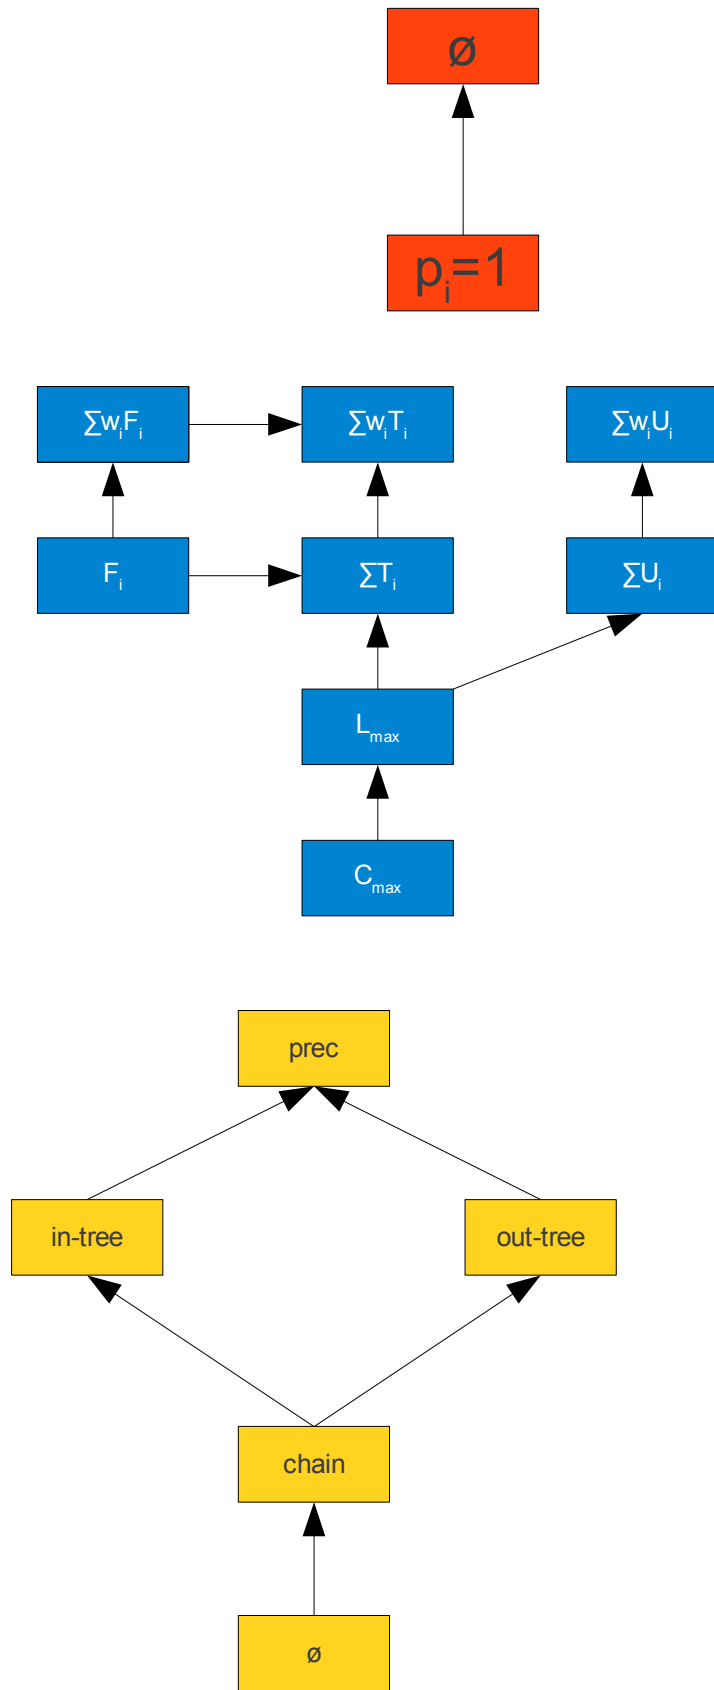 ø
pᵢ=1
∑wᵢFᵢ
∑wᵢTᵢ
∑wᵢUᵢ
Fᵢ
∑Tᵢ
∑Uᵢ
Lmax
Cmax
prec
in-tree
out-tree
chain
ø